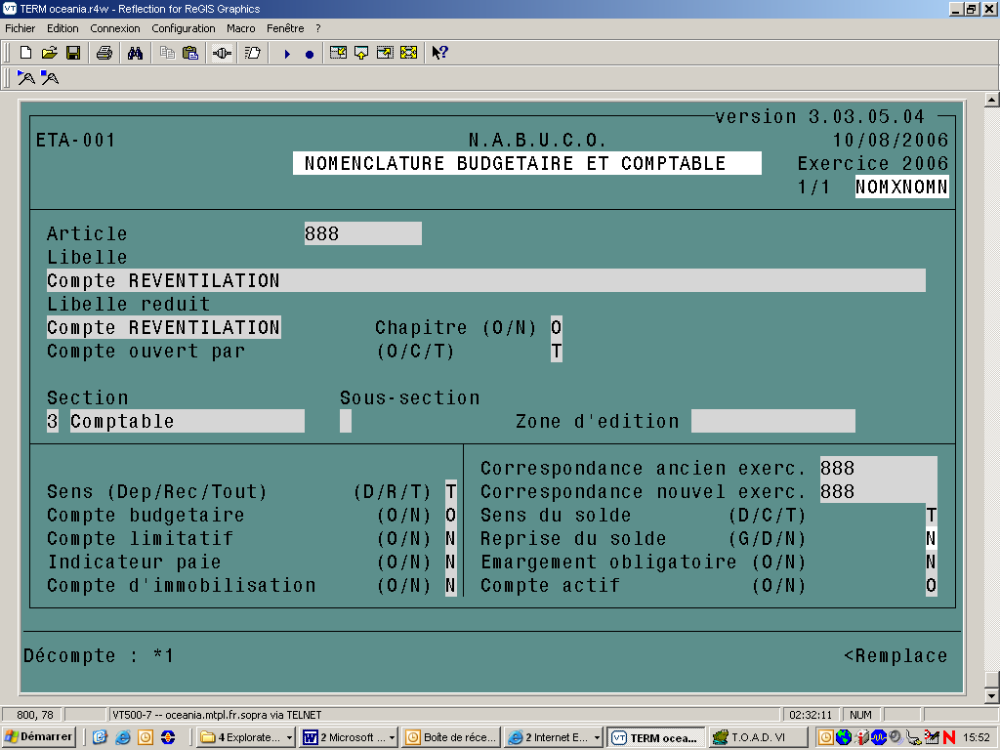 TERM oceania.r4w - Reflection for ReGIS Graphics
Fichier Edition Connexion Configuration Macro Fenêtre ?
version 3.03.05.04
ETA-001 N.A.B.U.C.O. 10/08/2006
NOMENCLATURE BUDGETAIRE ET COMPTABLE Exercice 2006
1/1 NOMXNOMN
Article 888
Libelle
Compte REVENTILATION
Libelle reduit
Compte REVENTILATION Chapitre (O/N) O
Compte ouvert par (O/C/T) T
Section Sous-section
3 Comptable Zone d'edition
Correspondance ancien exerc. 888
Sens (Dep/Rec/Tout) (D/R/T) T Correspondance nouvel exerc. 888
Compte budgetaire (O/N) O Sens du solde (D/C/T) T
Compte limitatif (O/N) N Reprise du solde (G/D/N) N
Indicateur paie (O/N) N Emargement obligatoire (O/N) N
Compte d'immobilisation (O/N) N Compte actif (O/N) O
Décompte : *1 <Remplace
800, 78 VT500-7 -- oceania.mtpl.fr.sopra via TELNET 02:32:11 NUM
Démarrer 4 Explorate... 2 Microsoft ... Boîte de réce... 2 Internet E... TERM ocea... T.O.A.D. VI 15:52